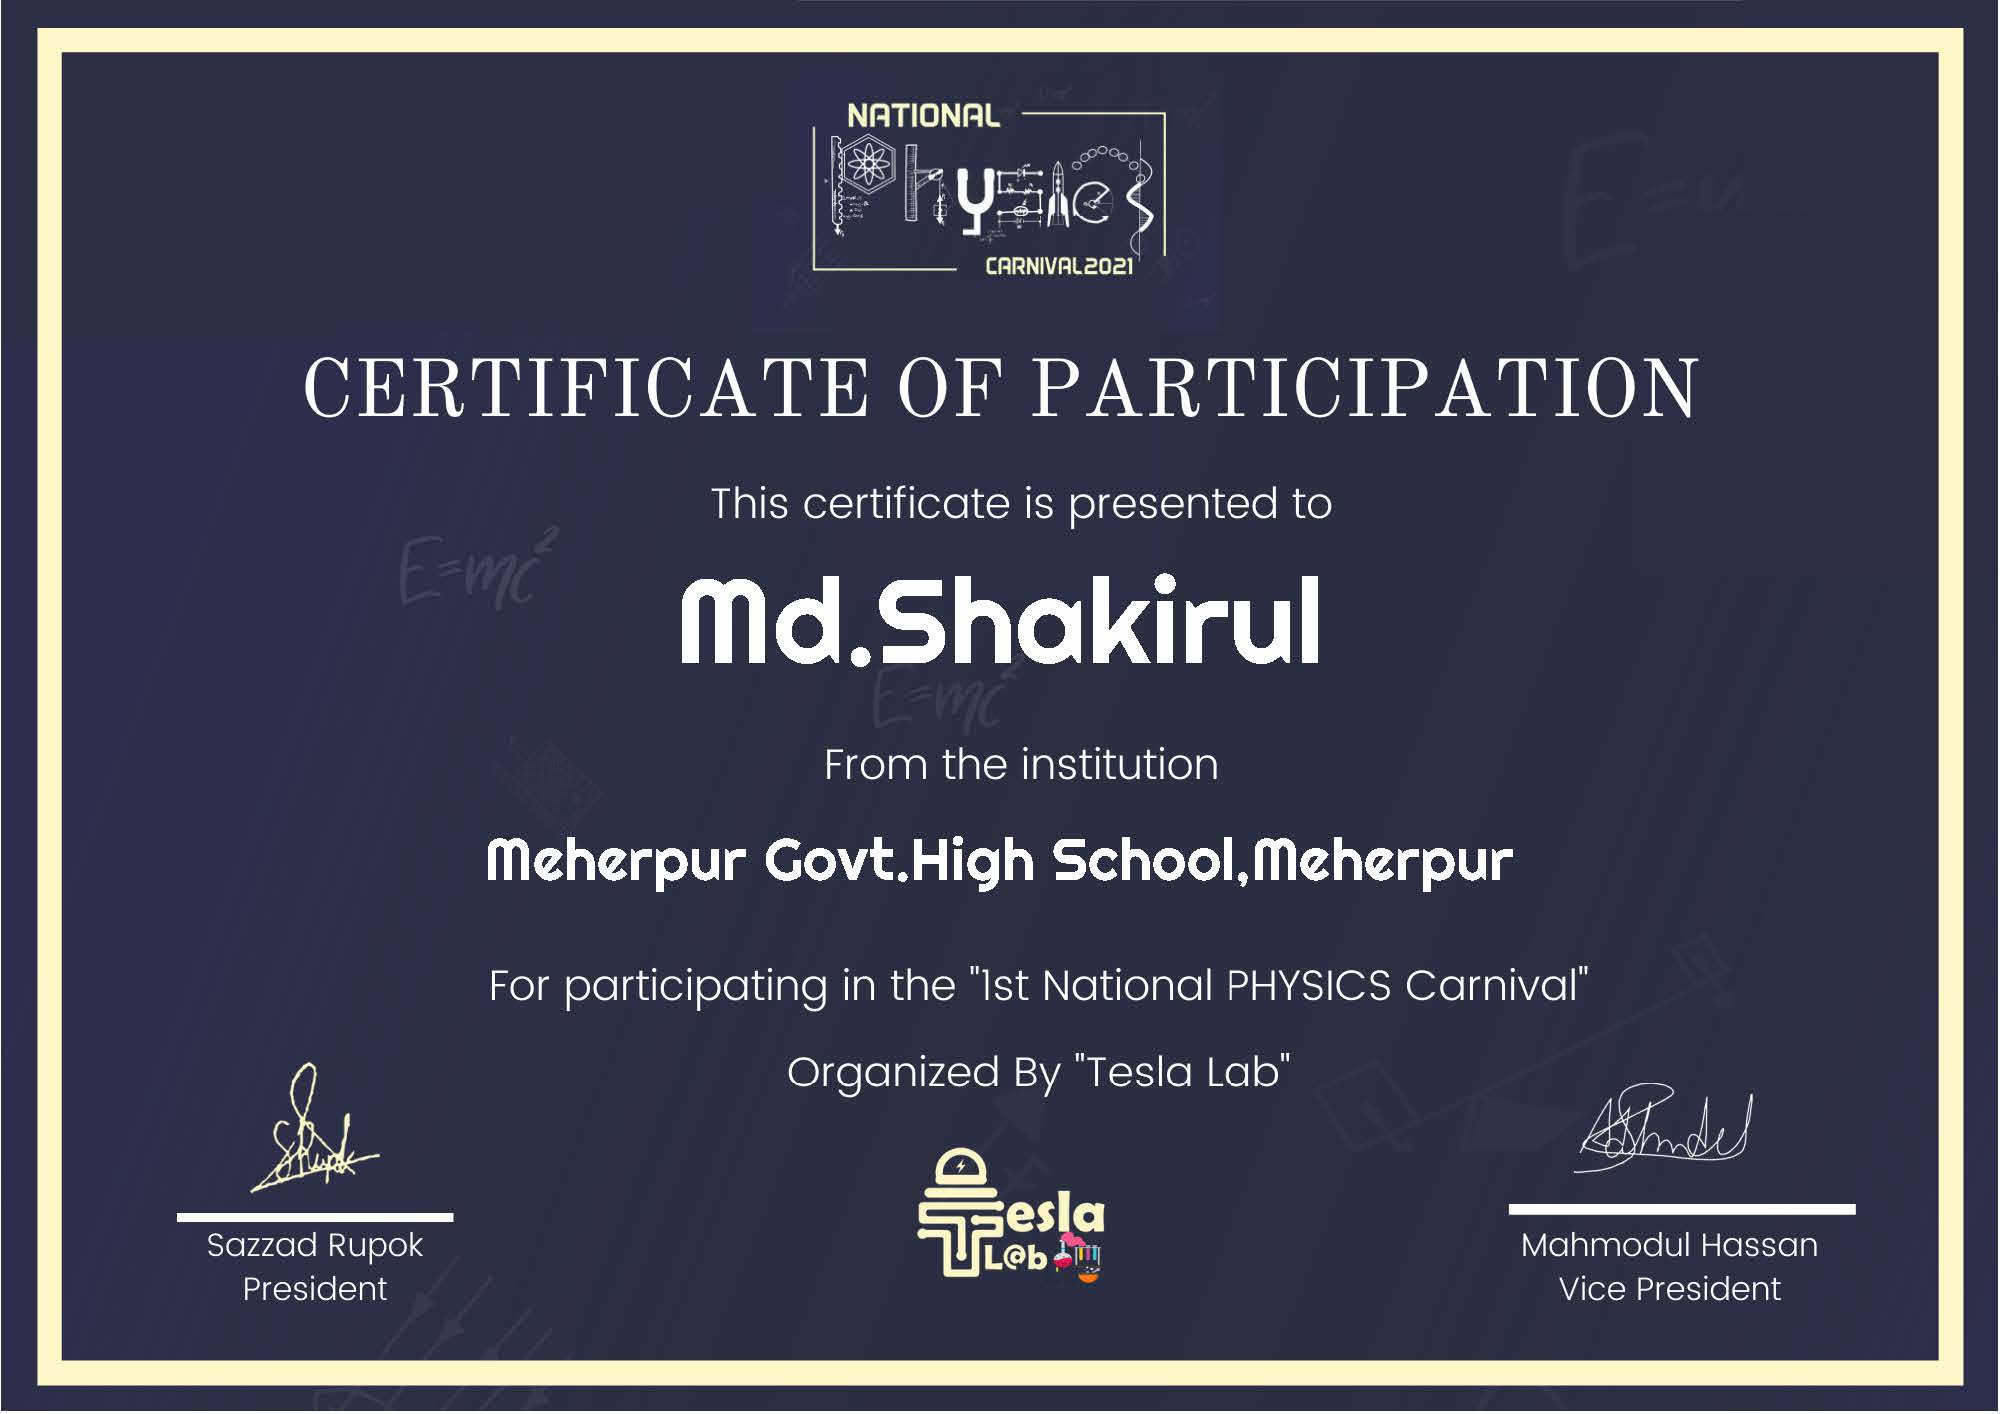 NATIONAL
Physics
CARNIVAL2021
CERTIFICATE OF PARTICIPATION
This certificate is presented to
E=mc²
Md.Shakirul
E=mc²
From the institution
Meherpur Govt.High School,Meherpur
For participating in the "1st National PHYSICS Carnival"
Organized By "Tesla Lab"
Tesla
L@b
Sazzad Rupok
President
Mahmodul Hassan
Vice President